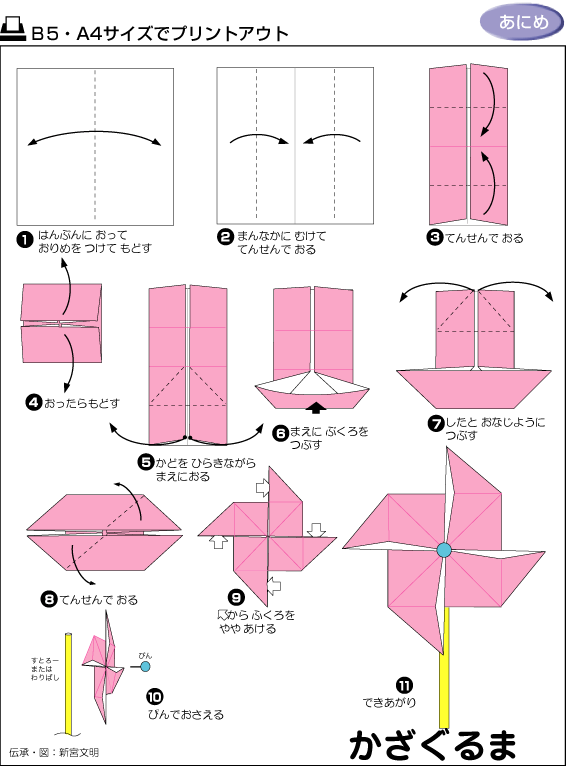 B5・A4サイズでプリントアウト
あにめ
1 はんぶんに おって
おりめを つけて もどす
2 まんなかに むけて
てんせんで おる
3 てんせんで おる
4 おったらもどす
5 かどを ひらきながら
まえにおる
6 まえに ふくろを
つぶす
7 したと おなじように
つぶす
8 てんせんで おる
9
から ふくろを
やや あける
すとろー
または
わりばし
ぴん
10
ぴんでおさえる
11
できあがり
かざぐるま
伝承・図：新宮文明